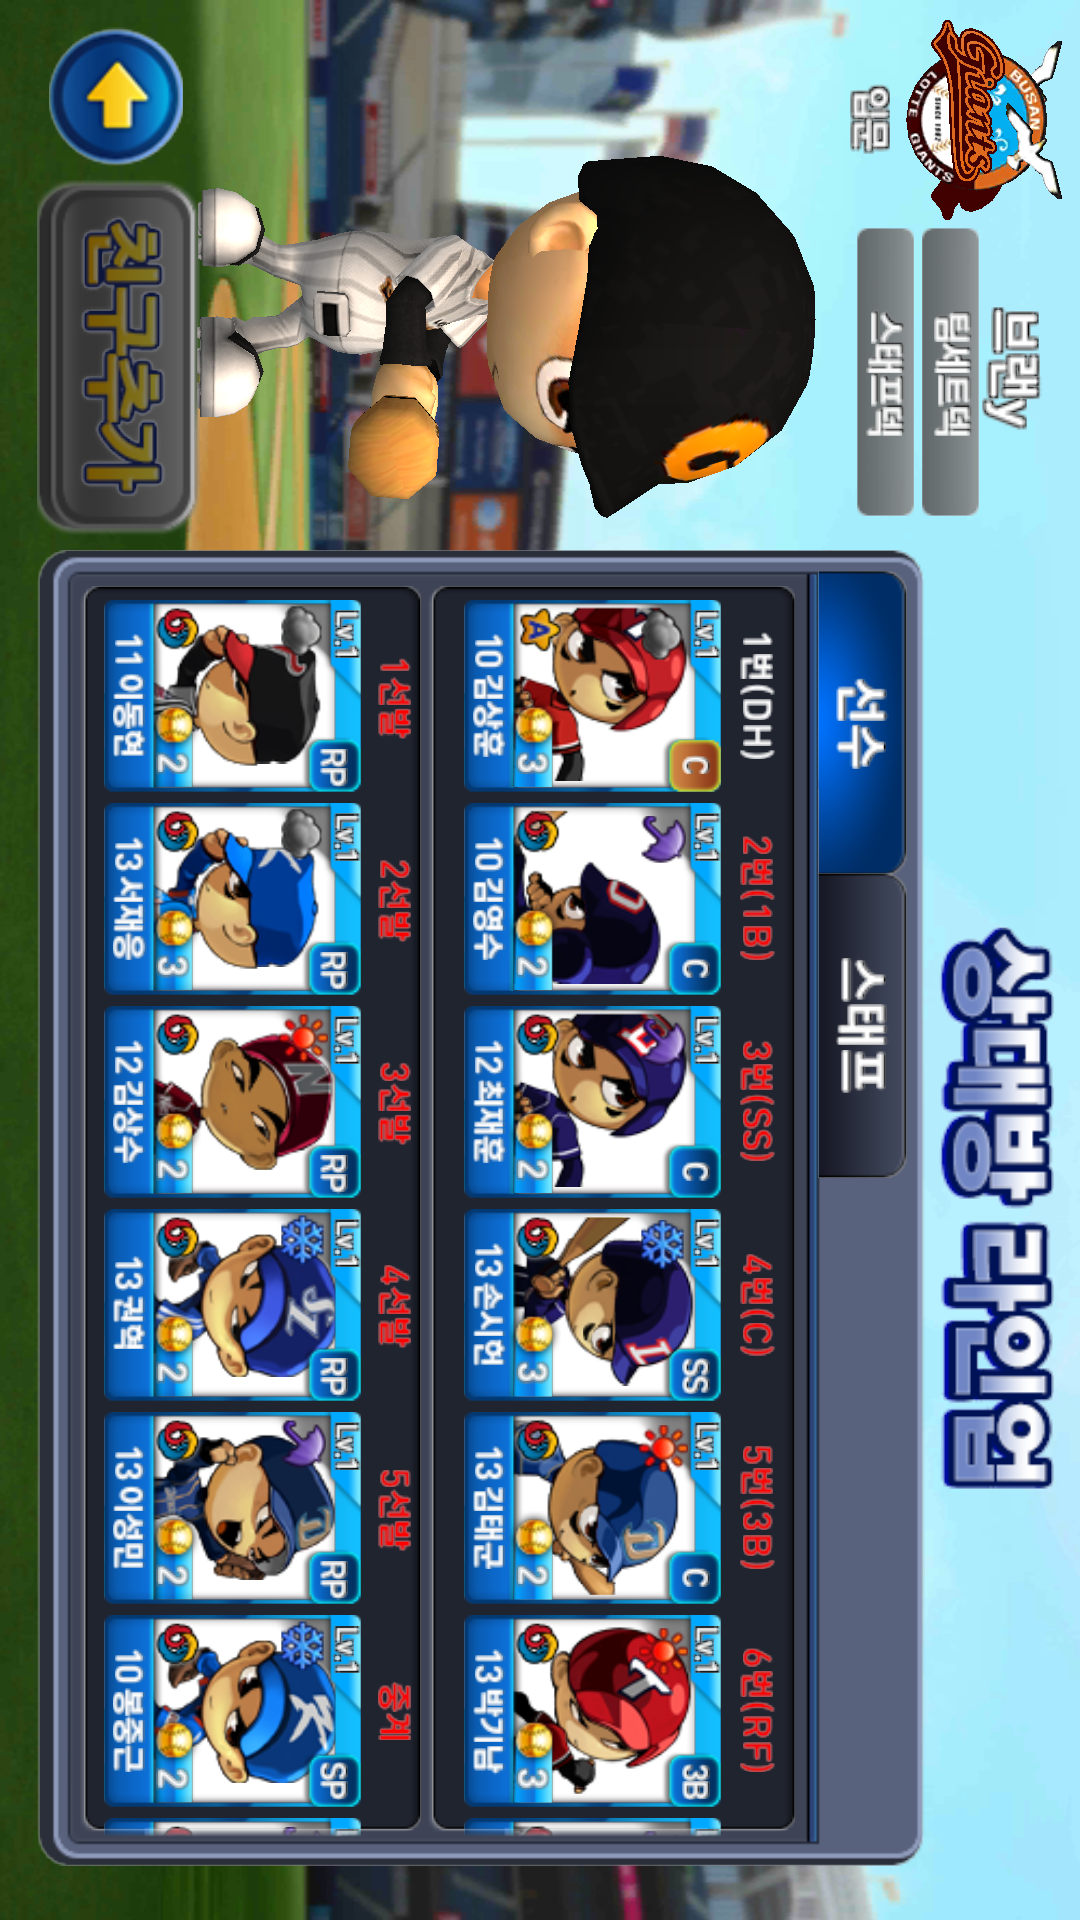 상대방 라인업
BUSAN
Giants
SINCE 1982
LOTTE GIANTS
브랜y
입문
팀세트덱
스태프덱
친구추가
선수
스태프
1번(DH)
2번(1B)
3번(SS)
4번(C)
5번(3B)
6번(RF)
Lv.1 C
Lv.1 C
Lv.1 C
Lv.1 SS
Lv.1 C
Lv.1 3B
A 3
2
2
3
2
3
10 김상훈
10 김영수
12 최재훈
13 손시헌
13 김태군
13 박기남
1선발
2선발
3선발
4선발
5선발
중계
Lv.1 RP
Lv.1 RP
Lv.1 RP
Lv.1 RP
Lv.1 RP
Lv.1 SP
2
3
2
2
2
2
11 이동현
13 서재응
12 김상수
13 권혁
13 이성민
10 봉중근